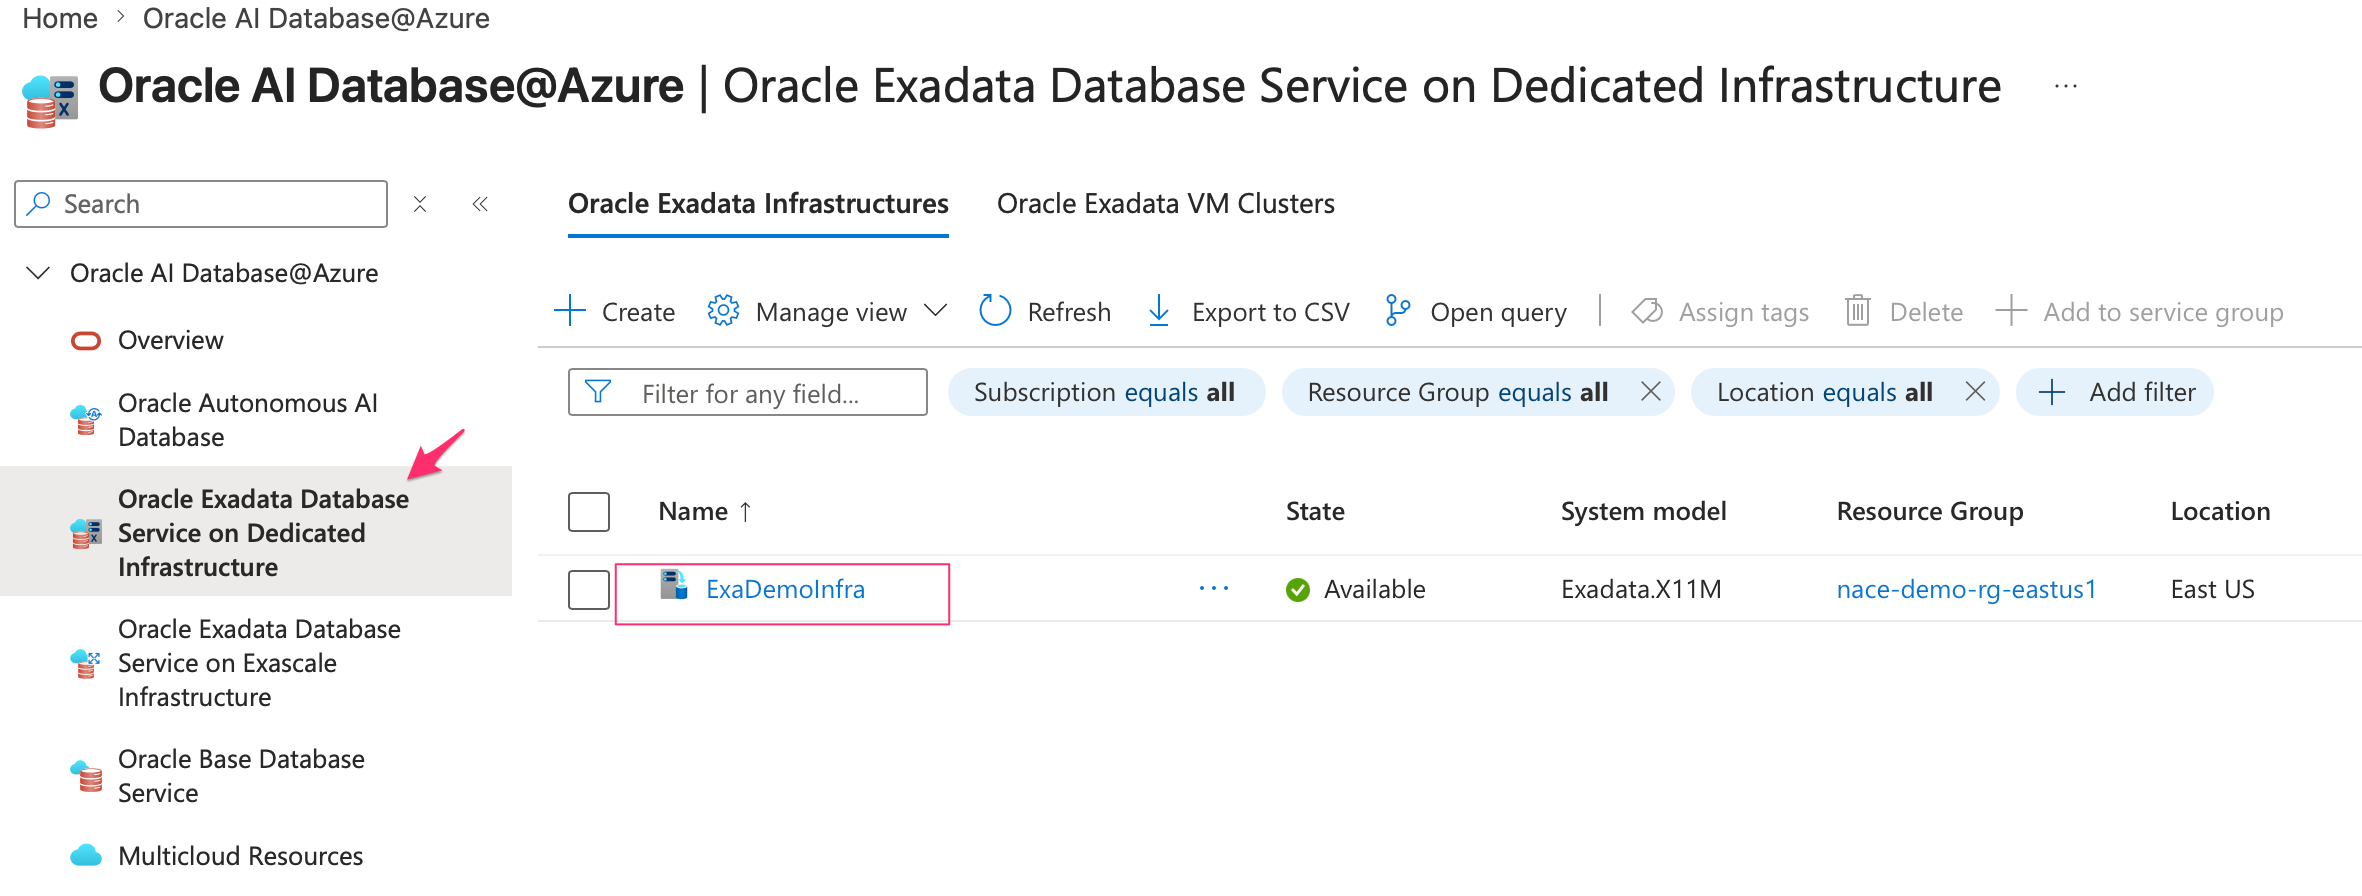 Home > Oracle AI Database@Azure
Oracle AI Database@Azure | Oracle Exadata Database Service on Dedicated Infrastructure ...
Search
Oracle AI Database@Azure
Overview
Oracle Autonomous AI
Database
Oracle Exadata Database
Service on Dedicated
Infrastructure
Oracle Exadata Database
Service on Exascale
Infrastructure
Oracle Base Database
Service
Multicloud Resources
Oracle Exadata Infrastructures Oracle Exadata VM Clusters
Create Manage view Refresh Export to CSV Open query | Assign tags Delete Add to service group
Filter for any field... Subscription equals all Resource Group equals all Location equals all Add filter
Name ↑ State System model Resource Group Location
ExaDemoInfra ... Available Exadata.X11M nace-demo-rg-eastus1 East US